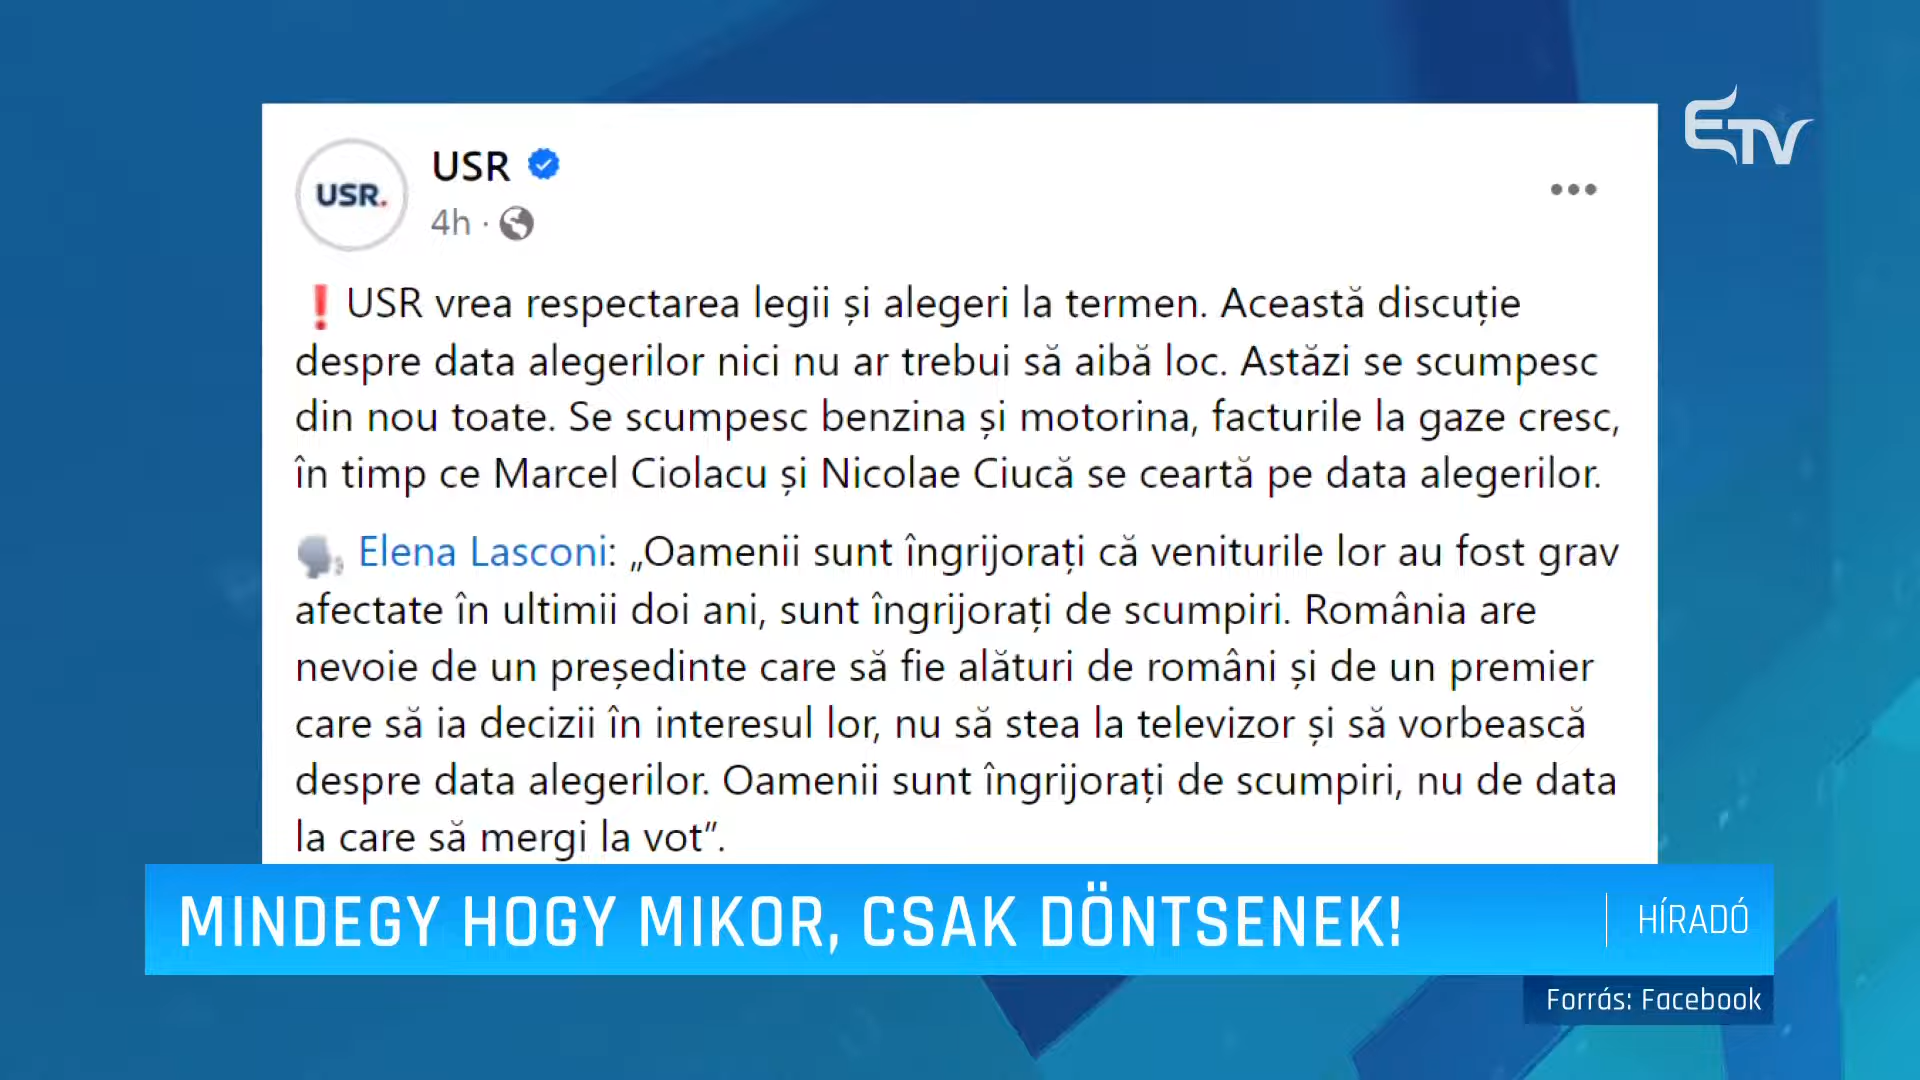 ETV
USR
USR.
4h ·
❗USR vrea respectarea legii și alegeri la termen. Această discuție
despre data alegerilor nici nu ar trebui să aibă loc. Astăzi se scumpesc
din nou toate. Se scumpesc benzina și motorina, facturile la gaze cresc,
în timp ce Marcel Ciolacu și Nicolae Ciucă se ceartă pe data alegerilor.
Elena Lasconi: „Oamenii sunt îngrijorați că veniturile lor au fost grav
afectate în ultimii doi ani, sunt îngrijorați de scumpiri. România are
nevoie de un președinte care să fie alături de români și de un premier
care să ia decizii în interesul lor, nu să stea la televizor și să vorbească
despre data alegerilor. Oamenii sunt îngrijorați de scumpiri, nu de data
la care să mergi la vot”.
MINDEGY HOGY MIKOR, CSAK DÖNTSENEK!
HÍRADÓ
Forrás: Facebook